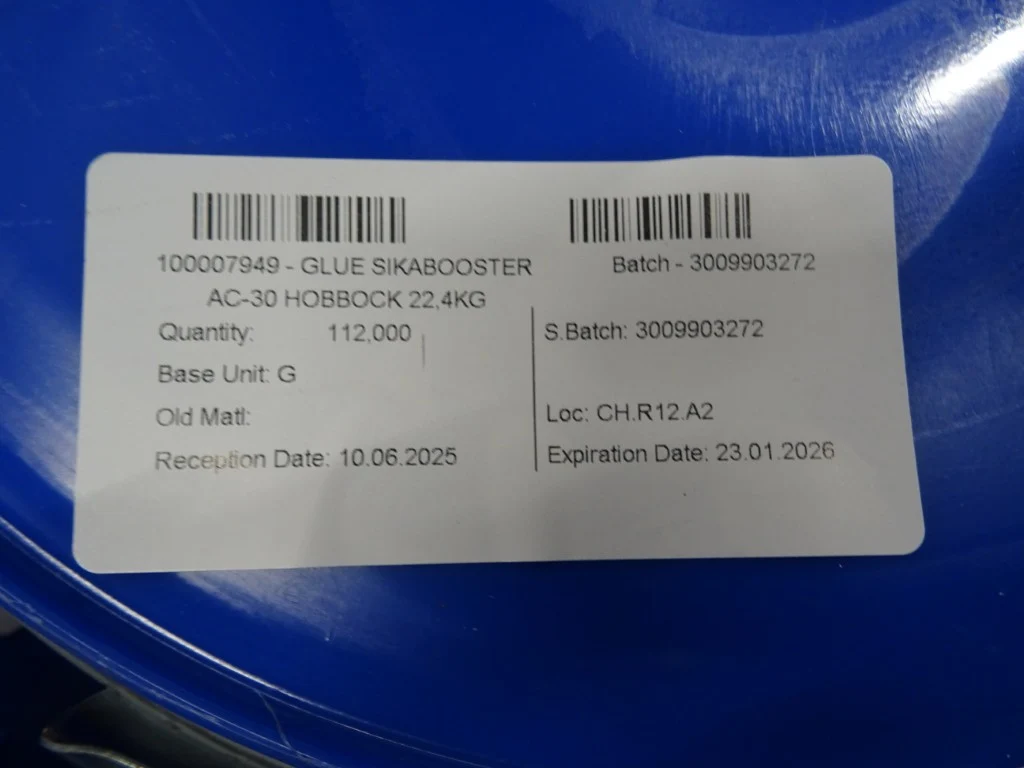 100007949 - GLUE SIKABOOSTER
AC-30 HOBBOCK 22,4KG
Quantity: 112,000
Base Unit: G
Old Matl:
Reception Date: 10.06.2025
Batch - 3009903272
S.Batch: 3009903272
Loc: CH.R12.A2
Expiration Date: 23.01.2026